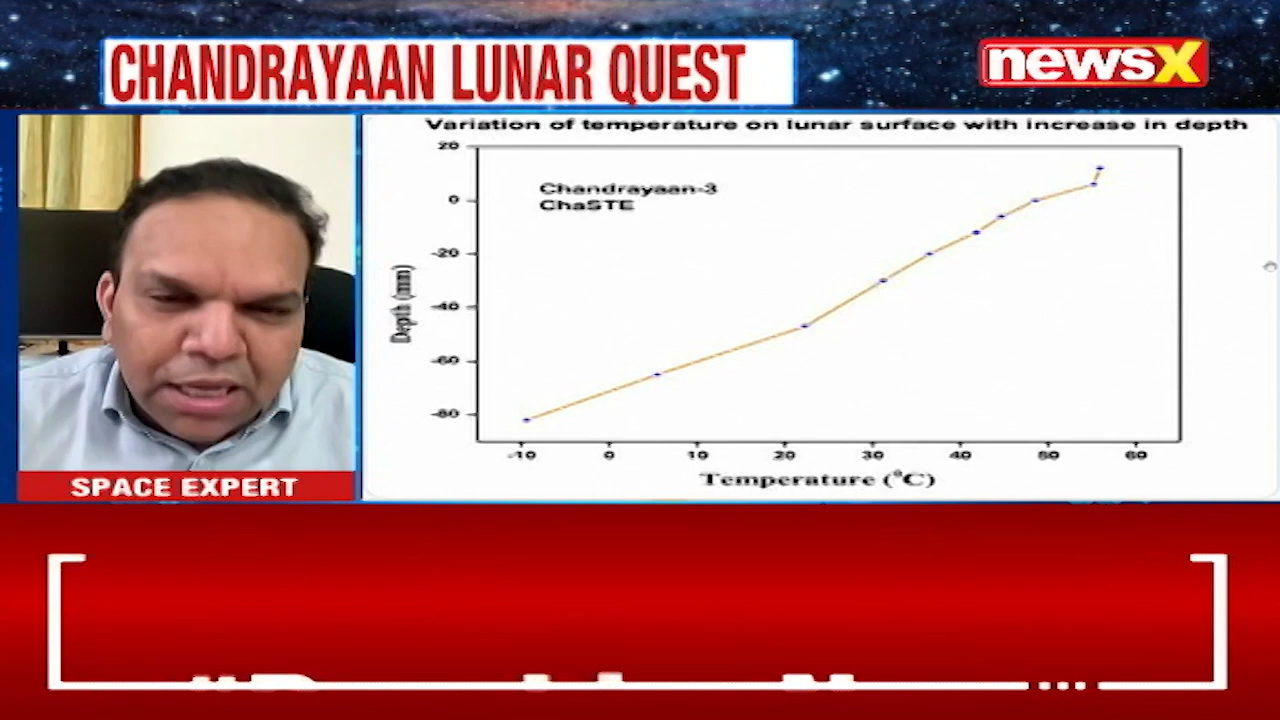 CHANDRAYAAN LUNAR QUEST
newsX
Variation of temperature on lunar surface with increase in depth
Chandrayaan-3
ChaSTE
20
0
-20
-40
-60
-80
Depth (mm)
-10 0 10 20 30 40 50 60
Temperature (⁰C)
SPACE EXPERT